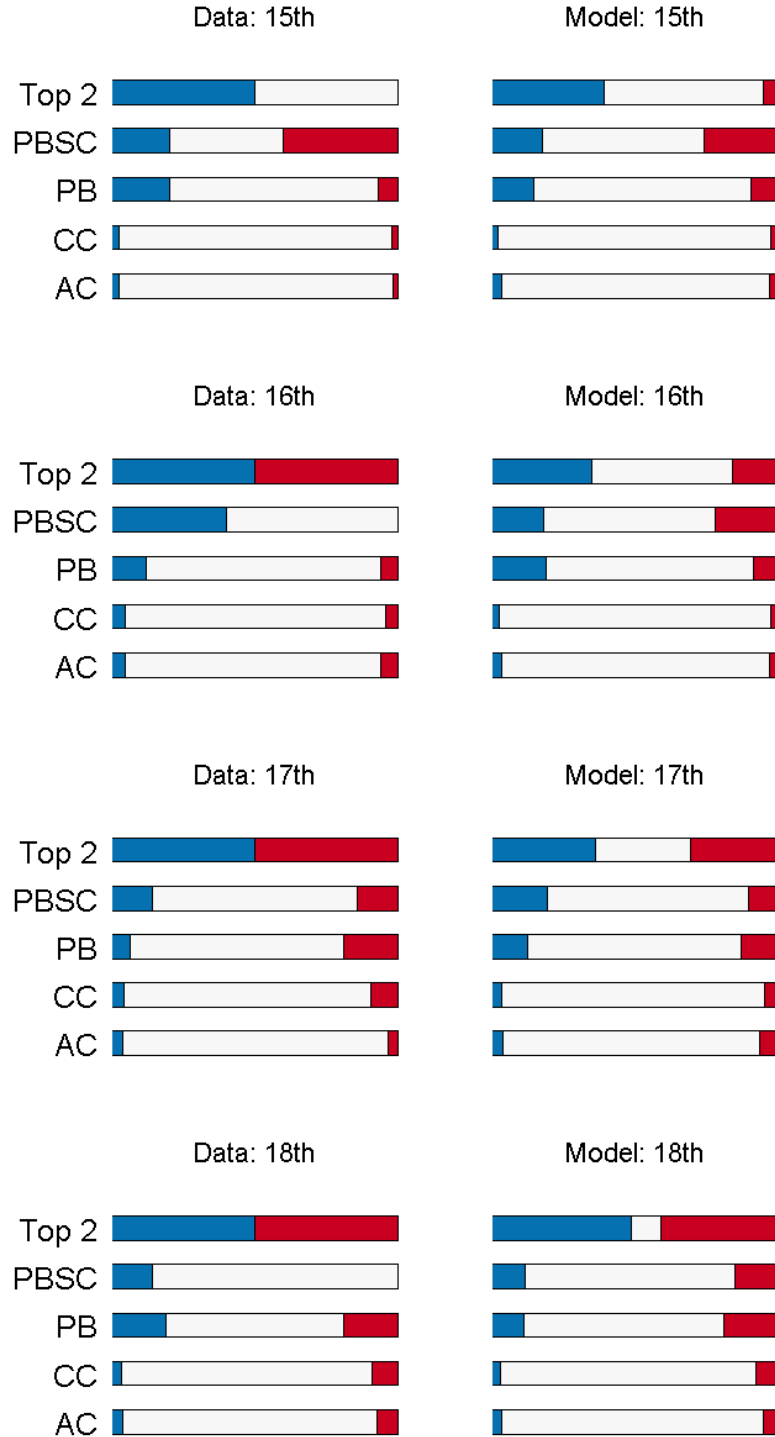 Data: 15th Model: 15th
Top 2
PBSC
PB
CC
AC
Data: 16th Model: 16th
Top 2
PBSC
PB
CC
AC
Data: 17th Model: 17th
Top 2
PBSC
PB
CC
AC
Data: 18th Model: 18th
Top 2
PBSC
PB
CC
AC